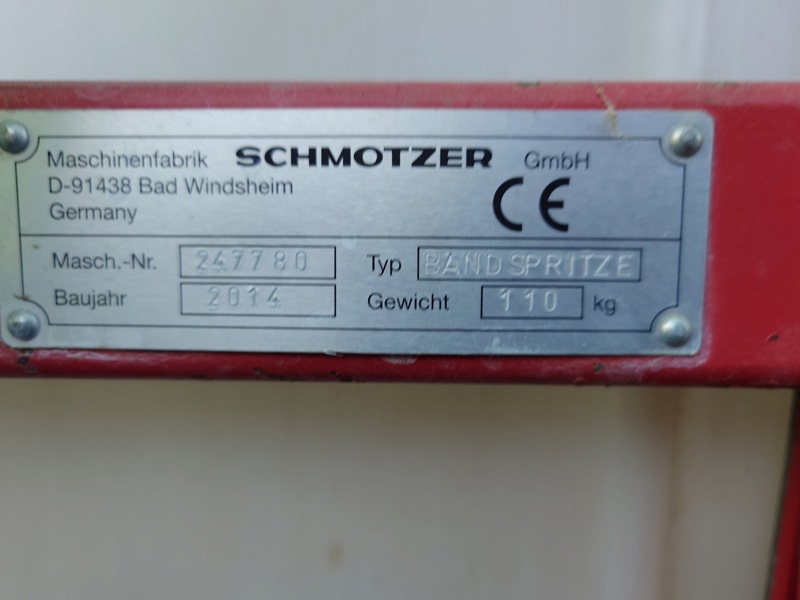 Maschinenfabrik SCHMOTZER GmbH
D-91438 Bad Windsheim
Germany
CE
Masch.-Nr. 247780 Typ BANDSPRITZE
Baujahr 2014 Gewicht 110 kg